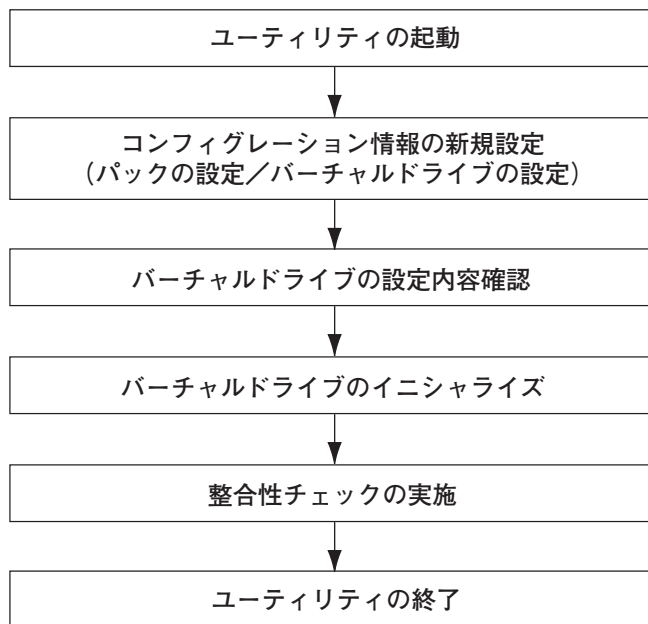 ユーティリティの起動
コンフィグレーション情報の新規設定
（パックの設定／バーチャルドライブの設定）
バーチャルドライブの設定内容確認
バーチャルドライブのイニシャライズ
整合性チェックの実施
ユーティリティの終了